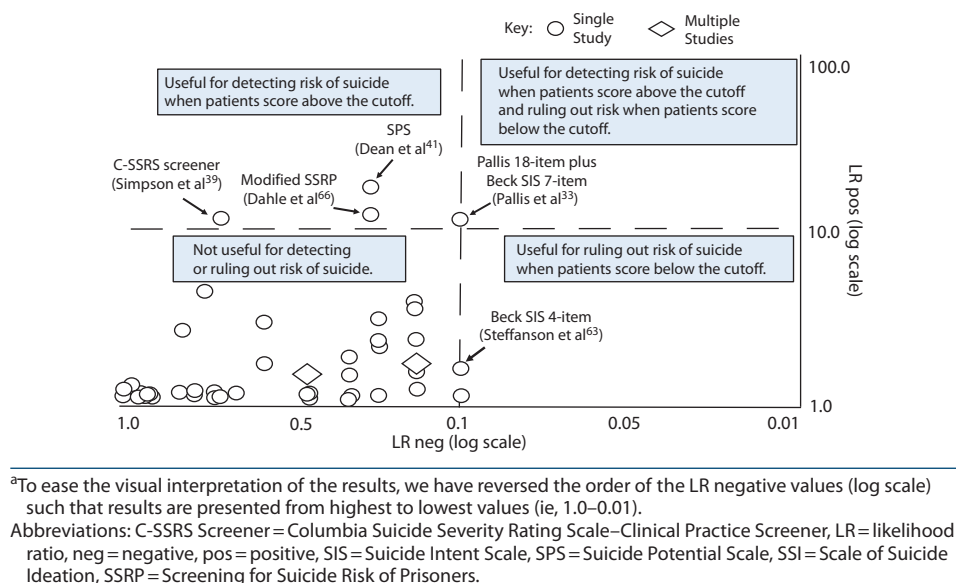 Key:
Single
Study
Multiple
Studies
Useful for detecting risk of suicide
when patients score above the cutoff.
Useful for detecting risk of suicide
when patients score above the cutoff
and ruling out risk when patients score
below the cutoff.
100.0
SPS
(Dean et al41)
C-SSRS screener
(Simpson et al39)
Modified SSRP
(Dahle et al66)
Pallis 18-item plus
Beck SIS 7-item
(Pallis et al33)
LR pos (log scale)
10.0
Not useful for detecting
or ruling out risk of suicide.
Useful for ruling out risk of suicide
when patients score below the cutoff.
Beck SIS 4-item
(Steffanson et al63)
1.0
1.0
0.5
0.1
0.05
0.01
LR neg (log scale)
aTo ease the visual interpretation of the results, we have reversed the order of the LR negative values (log scale)
such that results are presented from highest to lowest values (ie, 1.0–0.01).
Abbreviations: C-SSRS Screener = Columbia Suicide Severity Rating Scale–Clinical Practice Screener, LR = likelihood
ratio, neg = negative, pos = positive, SIS = Suicide Intent Scale, SPS = Suicide Potential Scale, SSI = Scale of Suicide
Ideation, SSRP = Screening for Suicide Risk of Prisoners.